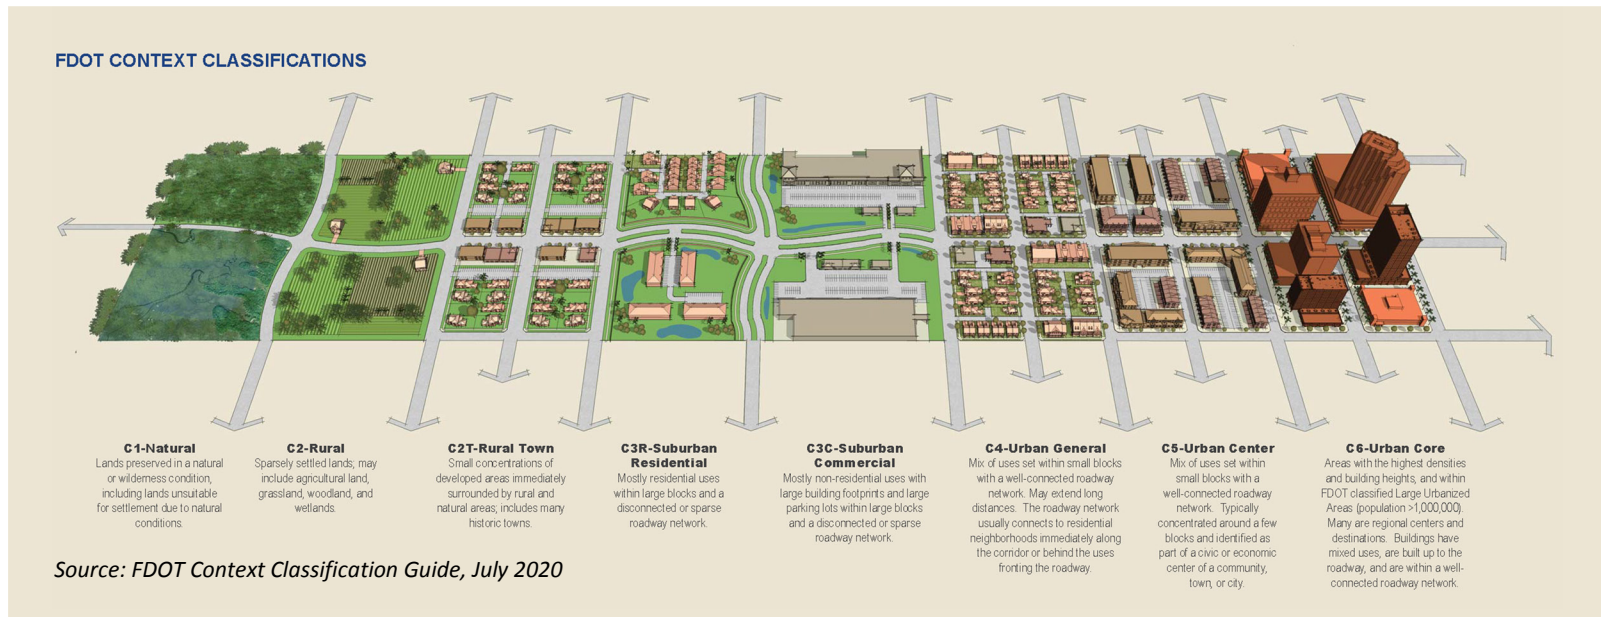 FDOT CONTEXT CLASSIFICATIONS
C1-Natural
Lands preserved in a natural
or wilderness condition,
including lands unsuitable
for settlement due to natural
conditions.
C2-Rural
Sparsely settled lands; may
include agricultural land,
grassland, woodland, and
wetlands.
C2T-Rural Town
Small concentrations of
developed areas immediately
surrounded by rural and
natural areas; includes many
historic towns.
C3R-Suburban
Residential
Mostly residential uses
within large blocks and a
disconnected or sparse
roadway network.
C3C-Suburban
Commercial
Mostly non-residential uses with
large building footprints and large
parking lots within large blocks
and a disconnected or sparse
roadway network.
C4-Urban General
Mix of uses set within small blocks
with a well-connected roadway
network. May extend long
distances. The roadway network
usually connects to residential
neighborhoods immediately along
the corridor or behind the uses
fronting the roadway.
C5-Urban Center
Mix of uses set within
small blocks with a
well-connected roadway
network. Typically
concentrated around a few
blocks and identified as
part of a civic or economic
center of a community,
town, or city.
C6-Urban Core
Areas with the highest densities
and building heights, and within
FDOT classified Large Urbanized
Areas (population >1,000,000).
Many are regional centers and
destinations. Buildings have
mixed uses, are built up to the
roadway, and are within a well-
connected roadway network.
Source: FDOT Context Classification Guide, July 2020